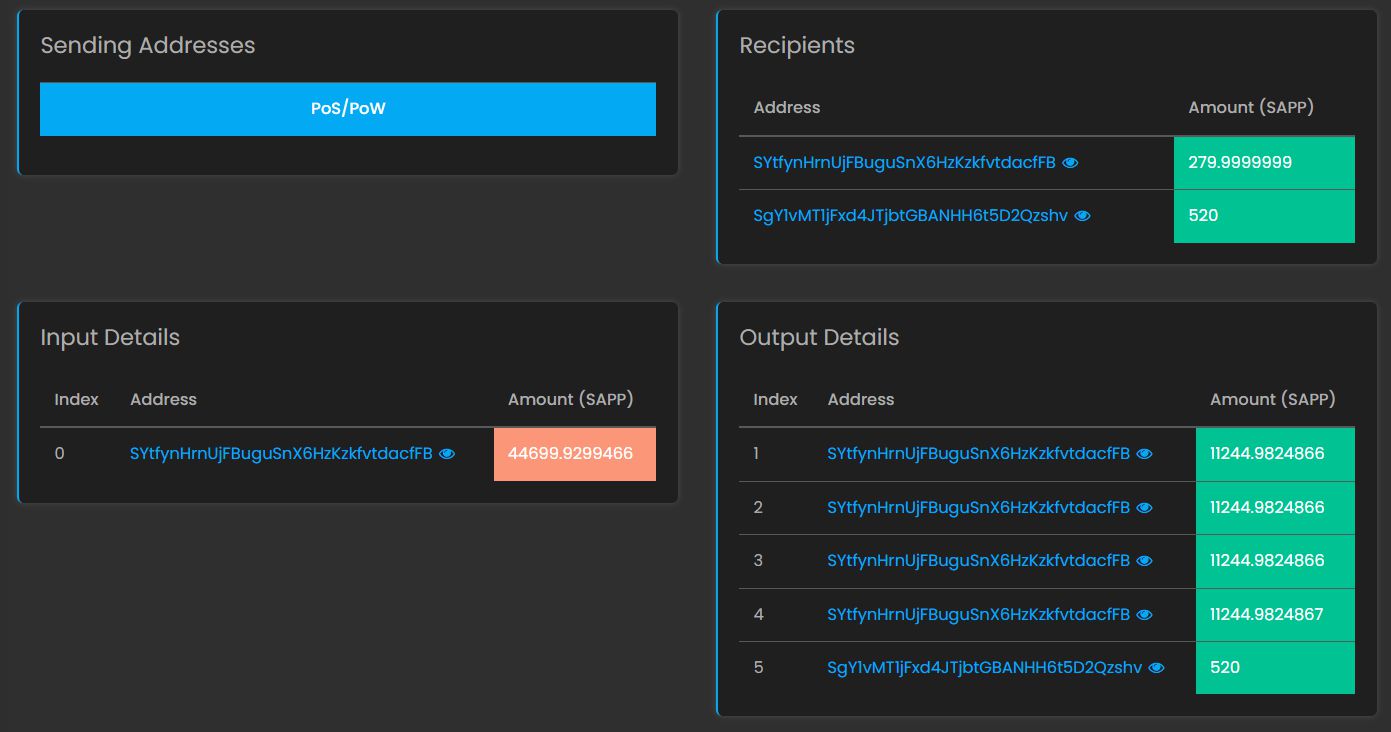 Sending Addresses
PoS/PoW
Recipients
Address Amount (SAPP)
SYtfynHrnUjFBuguSnX6HzKzkfvtdacfFB 279.9999999
SgY1vMT1jFxd4JTjbtGBANHH6t5D2Qzshv 520
Input Details
Index Address Amount (SAPP)
0 SYtfynHrnUjFBuguSnX6HzKzkfvtdacfFB 44699.9299466
Output Details
Index Address Amount (SAPP)
1 SYtfynHrnUjFBuguSnX6HzKzkfvtdacfFB 11244.9824866
2 SYtfynHrnUjFBuguSnX6HzKzkfvtdacfFB 11244.9824866
3 SYtfynHrnUjFBuguSnX6HzKzkfvtdacfFB 11244.9824866
4 SYtfynHrnUjFBuguSnX6HzKzkfvtdacfFB 11244.9824867
5 SgY1vMT1jFxd4JTjbtGBANHH6t5D2Qzshv 520